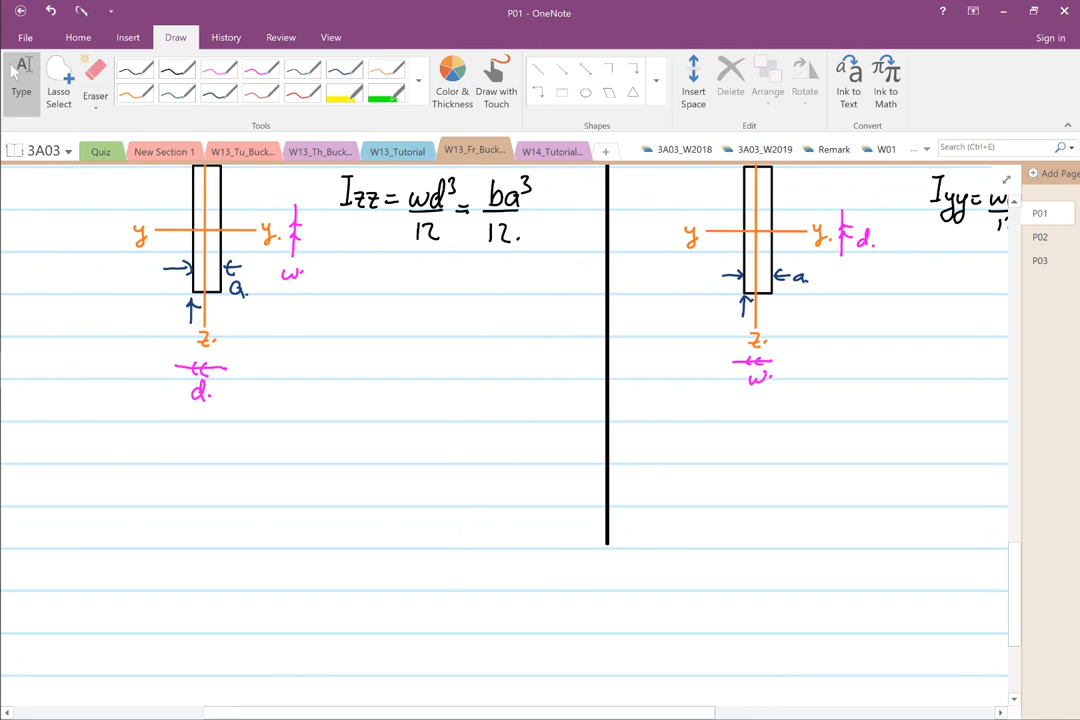 P01 - OneNote
Sign in
File Home Insert Draw History Review View
Type
Lasso Select
Eraser
Color & Thickness
Draw with Touch
Insert Space
Delete
Arrange
Rotate
Ink to Text
Ink to Math
Tools
Shapes
Edit
Convert
3A03
Quiz
New Section 1
W13_Tu_Buck...
W13_Th_Buck...
W13_Tutorial
W13_Fr_Buck...
W14_Tutorial...
3A03_W2018
3A03_W2019
Remark
W01
...
Search (Ctrl+E)
Add Page
P01
P02
P03
Izz = wd³/12 = ba³/12.
y y.
w.
a.
z.
d.
Iyy = w
1
y y.
d.
a
z.
w.